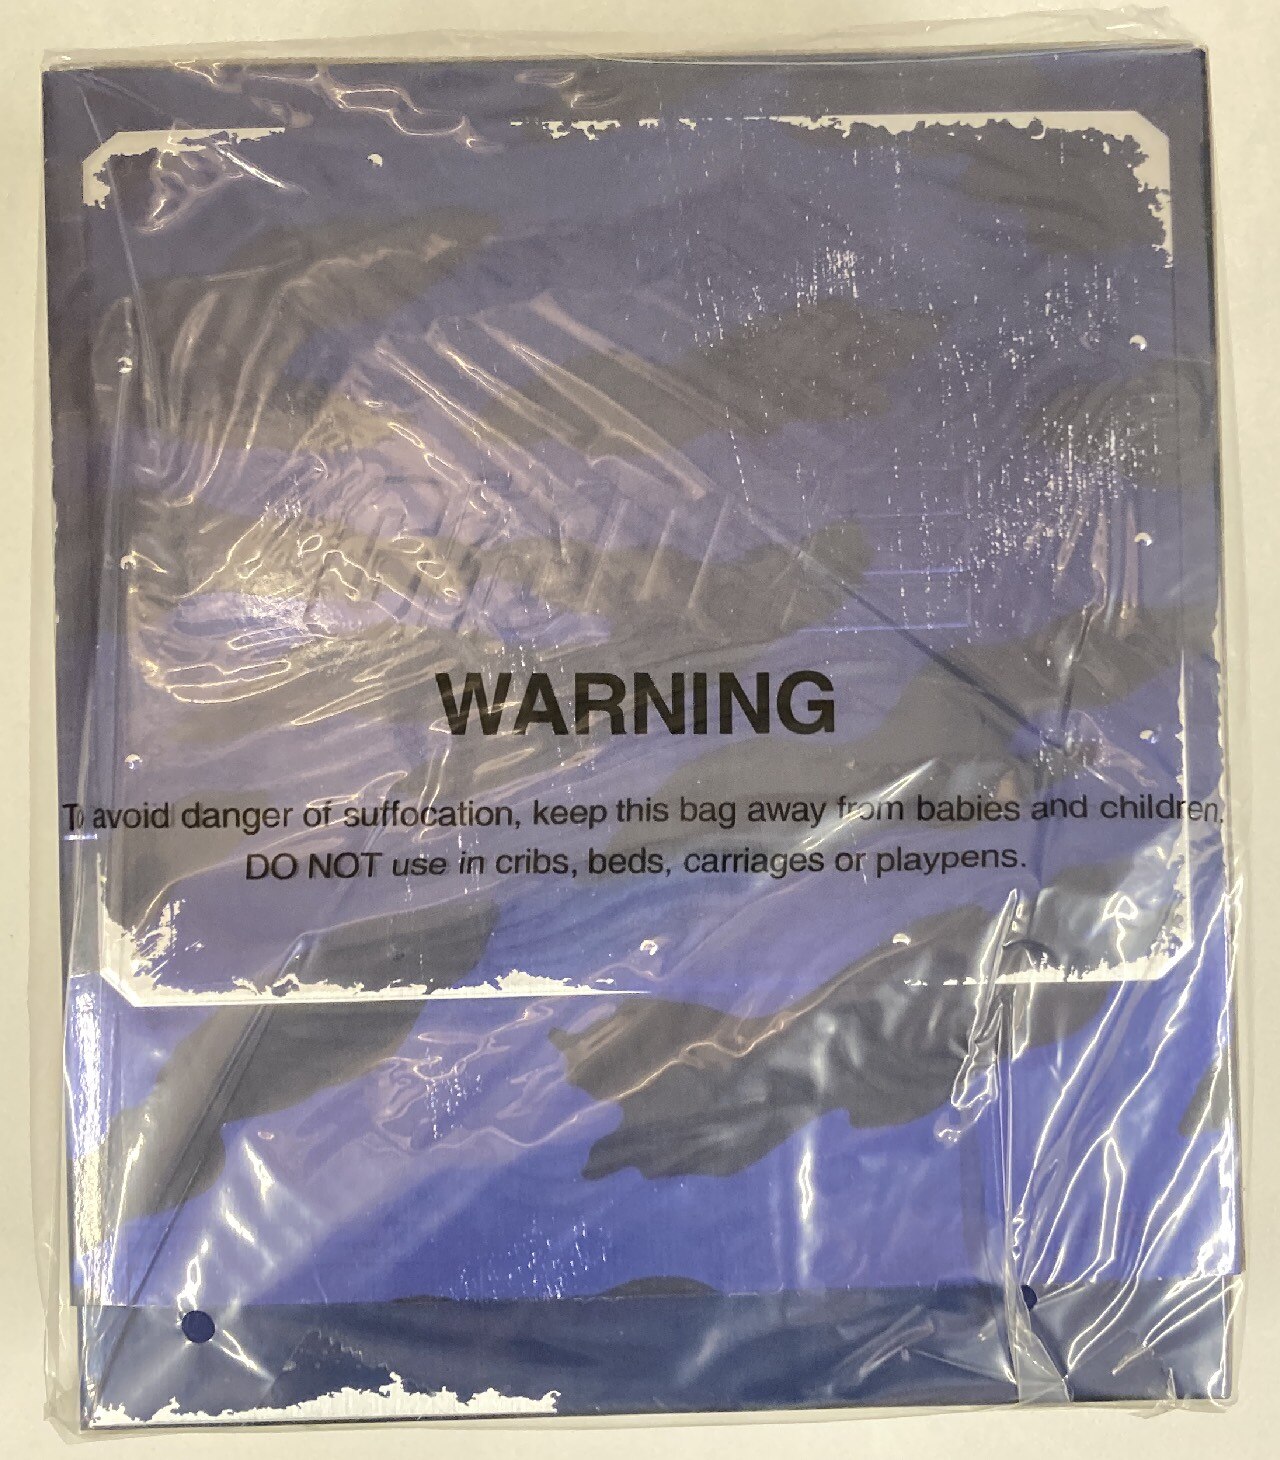 WARNING
To avoid danger of suffocation, keep this bag away from babies and children,
DO NOT use in cribs, beds, carriages or playpens.